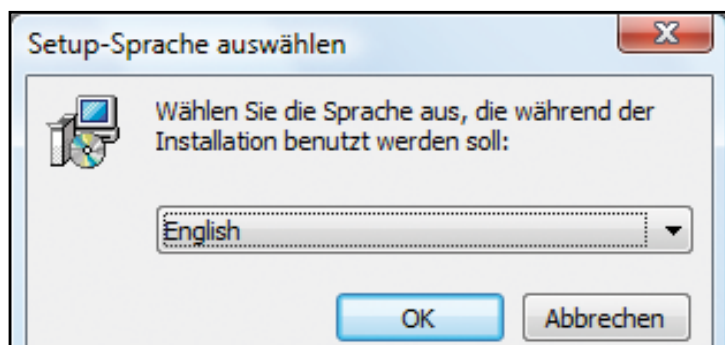 Setup-Sprache auswählen
Wählen Sie die Sprache aus, die während der
Installation benutzt werden soll:
English
OK
Abbrechen